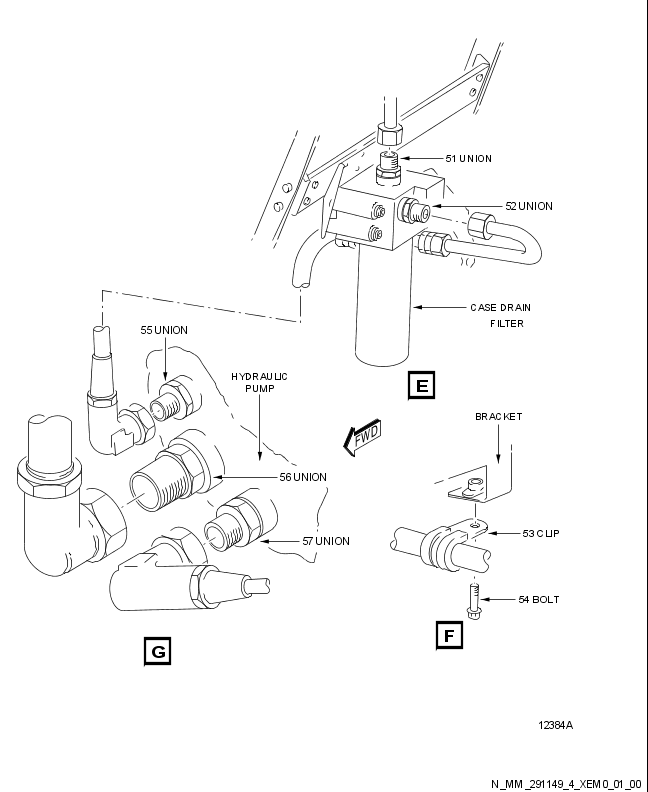 51 UNION
52 UNION
CASE DRAIN
FILTER
E
55 UNION
HYDRAULIC
PUMP
FWD
BRACKET
56 UNION
53 CLIP
57 UNION
54 BOLT
F
G
12384A
N_MM_291149_4_XEM0_01_00